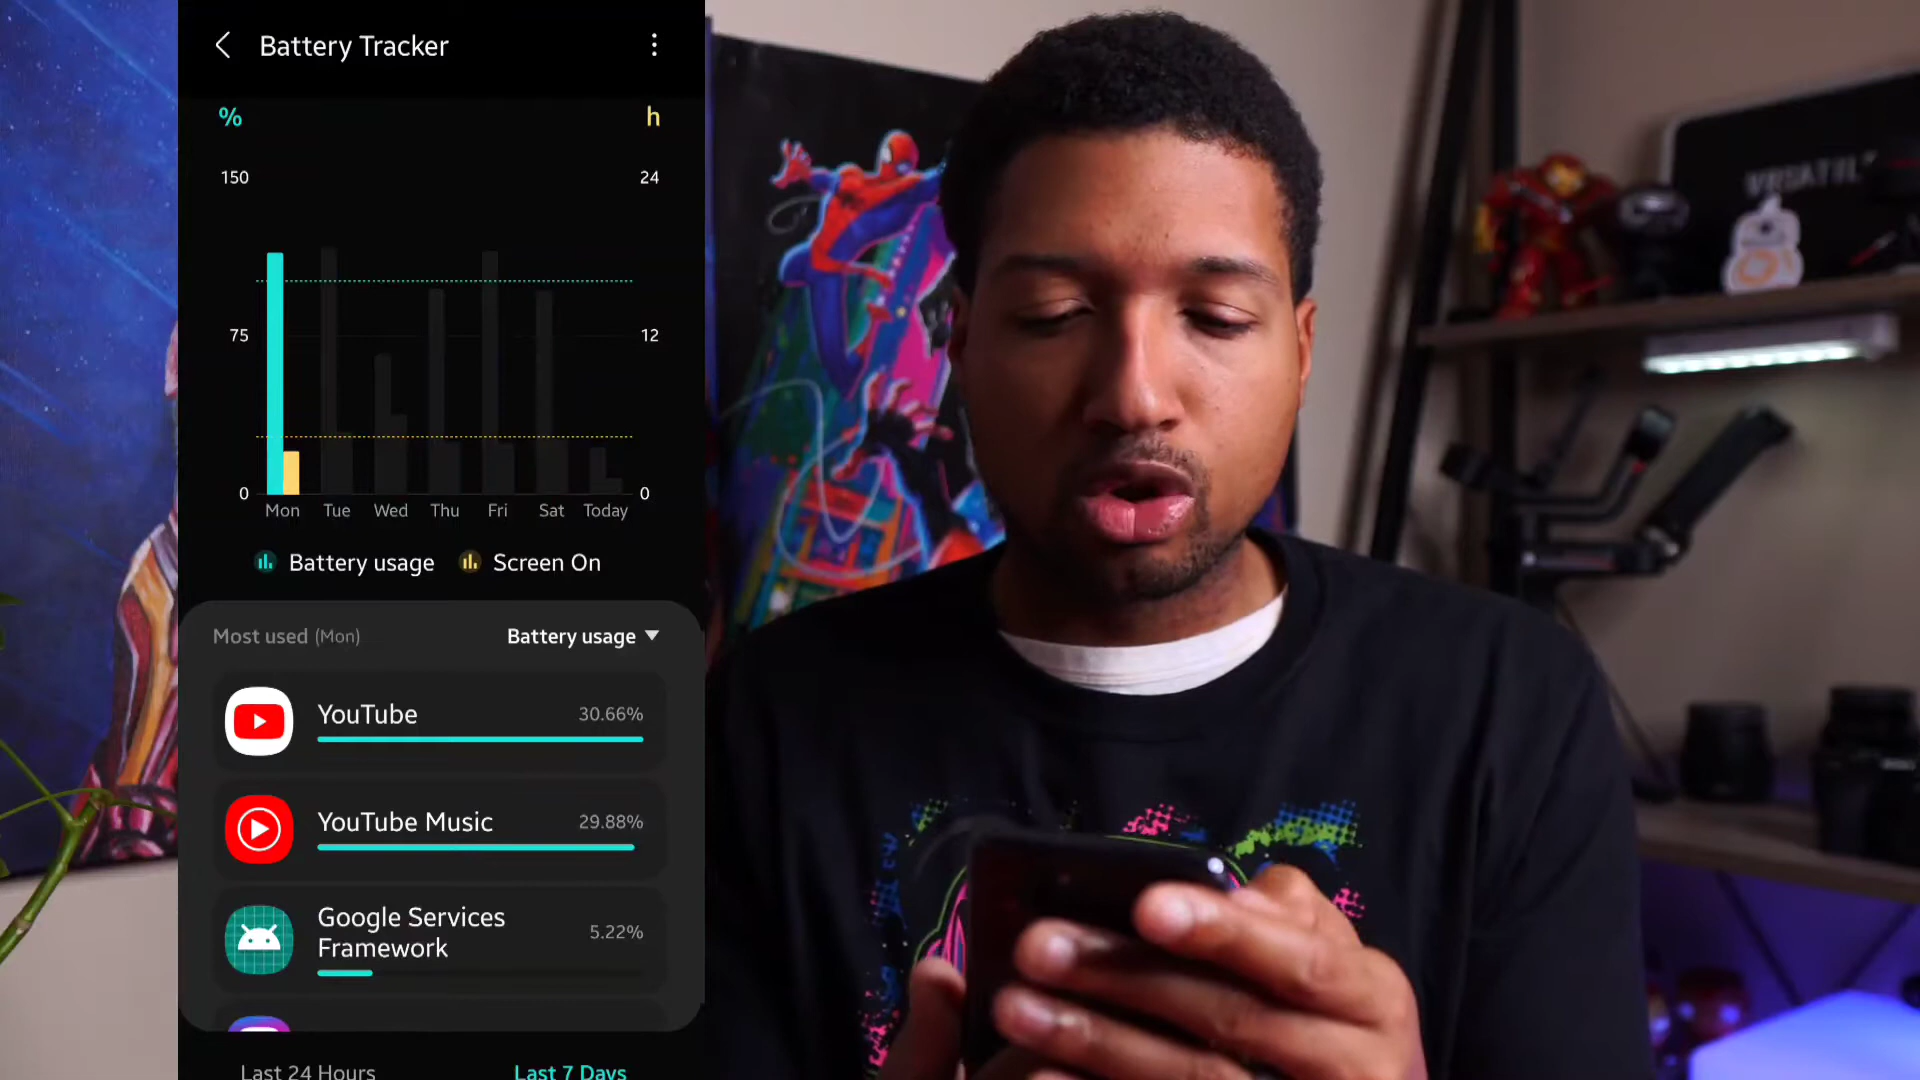 Battery Tracker
% h
150 24
75 12
0 0
Mon Tue Wed Thu Fri Sat Today
Battery usage Screen On
Most used (Mon) Battery usage
YouTube 30.66%
YouTube Music 29.88%
Google Services 5.22%
Framework
Last 24 Hours Last 7 Days